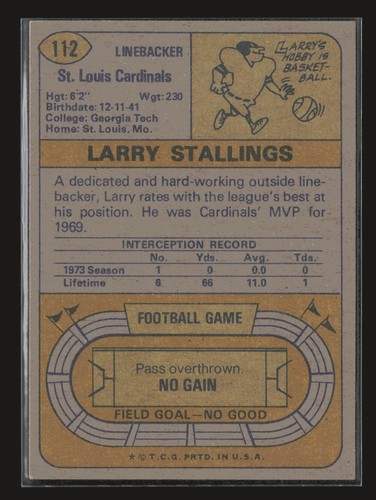 112
LINEBACKER
St. Louis Cardinals
Hgt: 6'2" Wgt: 230
Birthdate: 12-11-41
College: Georgia Tech
Home: St. Louis, Mo.
LARRY'S
HOBBY IS
BASKET-
BALL.
LARRY STALLINGS
A dedicated and hard-working outside line-
backer, Larry rates with the league's best at
his position. He was Cardinals' MVP for
1969.
INTERCEPTION RECORD
No. Yds. Avg. Tds.
1973 Season 1 0 0.0 0
Lifetime 6 66 11.0 1
FOOTBALL GAME
Pass overthrown
NO GAIN
FIELD GOAL—NO GOOD
★ © T.C.G. PRTD. IN U.S.A.